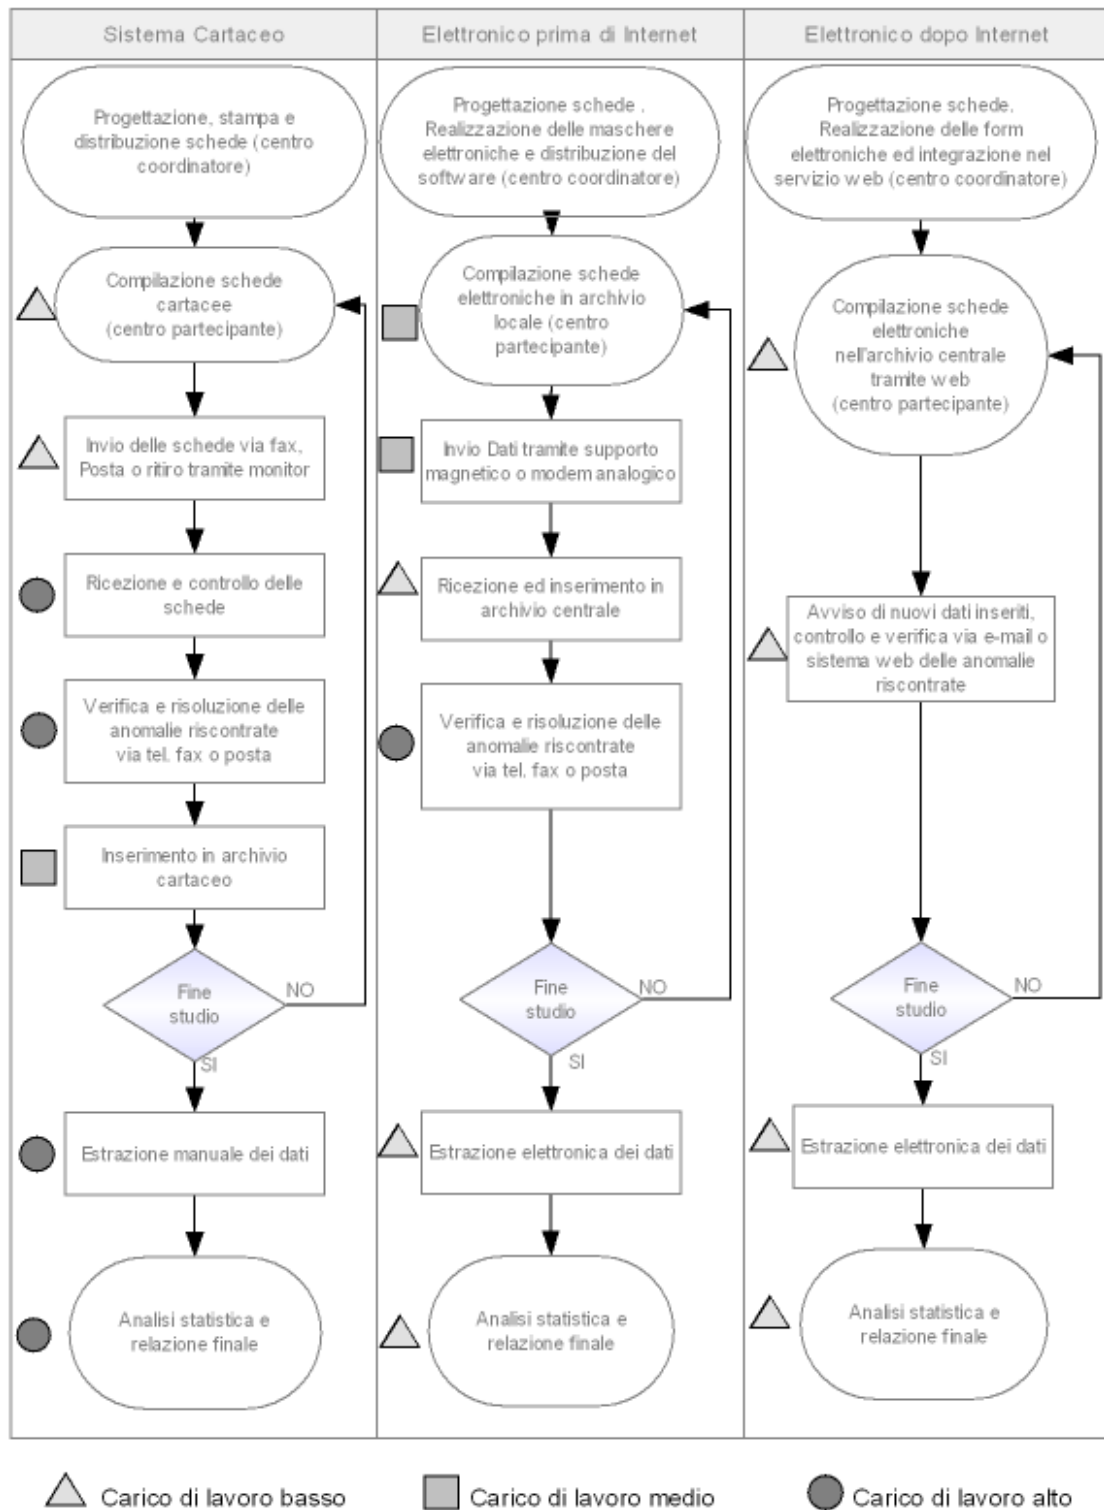 Sistema Cartaceo
Progettazione, stampa e
distribuzione schede (centro
coordinatore)
Compilazione schede
cartacee
(centro partecipante)
Invio delle schede via fax,
Posta o ritiro tramite monitor
Ricezione e controllo delle
schede
Verifica e risoluzione delle
anomalie riscontrate
via tel. fax o posta
Inserimento in archivio
cartaceo
Fine
studio
NO
SI
Estrazione manuale dei dati
Analisi statistica e
relazione finale
Elettronico prima di Internet
Progettazione schede .
Realizzazione delle maschere
elettroniche e distribuzione del
software (centro coordinatore)
Compilazione schede
elettroniche in archivio
locale (centro
partecipante)
Invio Dati tramite supporto
magnetico o modem analogico
Ricezione ed inserimento in
archivio centrale
Verifica e risoluzione delle
anomalie riscontrate
via tel. fax o posta
Fine
studio
NO
SI
Estrazione elettronica dei dati
Analisi statistica e
relazione finale
Elettronico dopo Internet
Progettazione schede.
Realizzazione delle form
elettroniche ed integrazione nel
servizio web (centro coordinatore)
Compilazione schede
elettroniche
nell'archivio centrale
tramite web
(centro partecipante)
Avviso di nuovi dati inseriti,
controllo e verifica via e-mail o
sistema web delle anomalie
riscontrate
Fine
studio
NO
SI
Estrazione elettronica dei dati
Analisi statistica e
relazione finale
Carico di lavoro basso
Carico di lavoro medio
Carico di lavoro alto